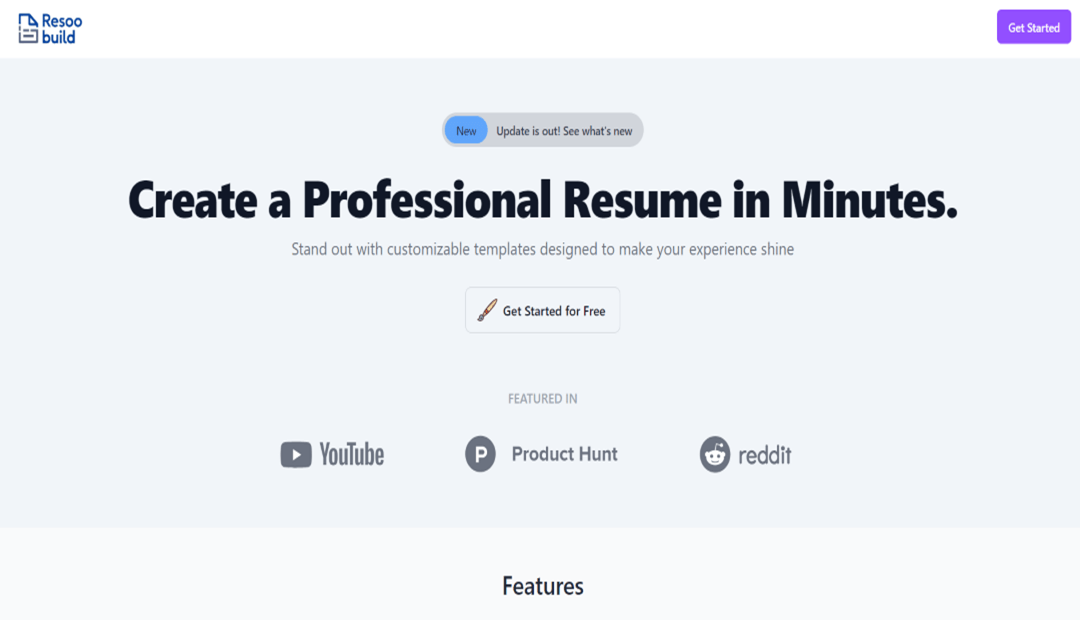 Resoo
build
Get Started
New Update is out! See what's new
Create a Professional Resume in Minutes.
Stand out with customizable templates designed to make your experience shine
Get Started for Free
FEATURED IN
YouTube
P Product Hunt
reddit
Features